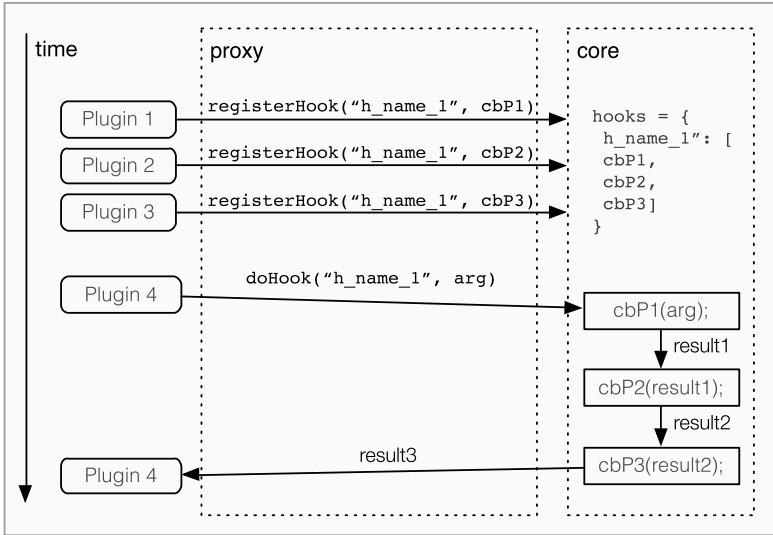 time
proxy
core
Plugin 1
registerHook(“h_name_1”, cbP1)
Plugin 2
registerHook(“h_name_1”, cbP2)
Plugin 3
registerHook(“h_name_1”, cbP3)
hooks = {
h_name_1”: [
cbP1,
cbP2,
cbP3]
}
Plugin 4
doHook(“h_name_1”, arg)
cbP1(arg);
result1
cbP2(result1);
result2
cbP3(result2);
result3
Plugin 4